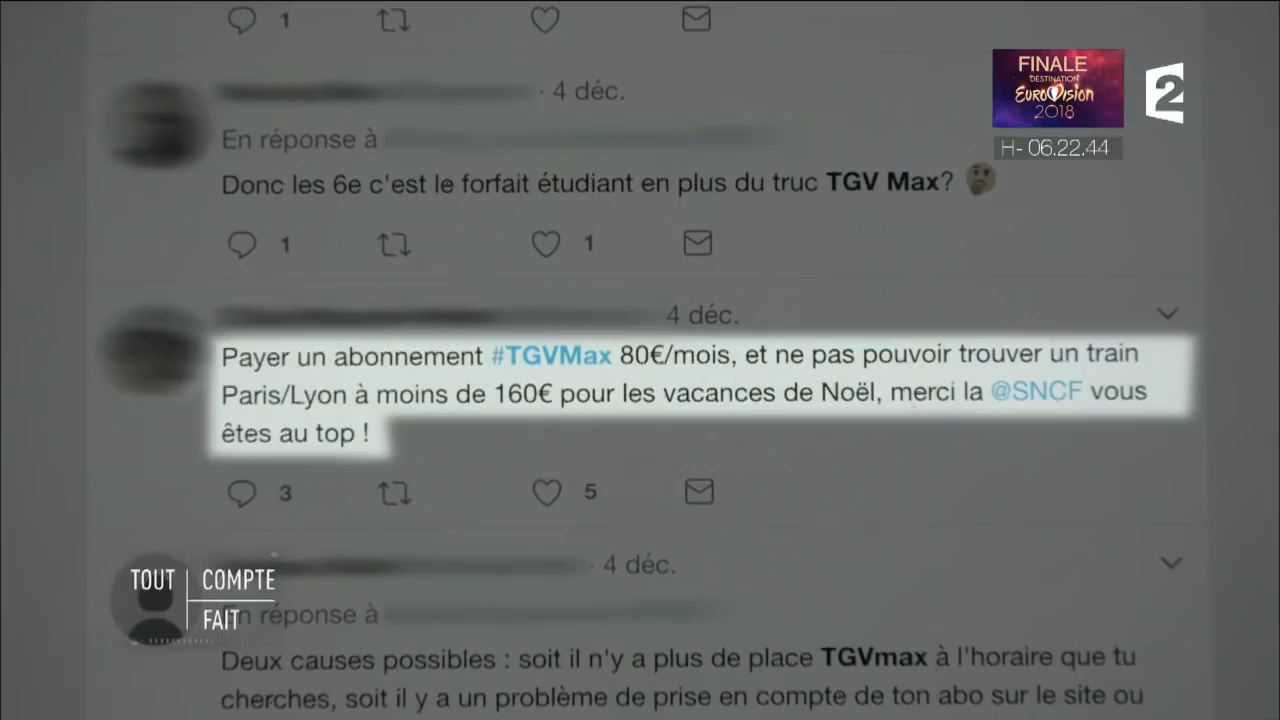 1
FINALE
DESTINATION
EUROVISION
2018
2
H- 06.22.44
· 4 déc.
En réponse à
Donc les 6e c'est le forfait étudiant en plus du truc TGV Max?
1
1
4 déc.
Payer un abonnement #TGVMax 80€/mois, et ne pas pouvoir trouver un train
Paris/Lyon à moins de 160€ pour les vacances de Noël, merci la @SNCF vous
êtes au top !
3
5
· 4 déc.
TOUT COMPTE
FAIT
En réponse à
Deux causes possibles : soit il n'y a plus de place TGVmax à l'horaire que tu
cherches, soit il y a un problème de prise en compte de ton abo sur le site ou